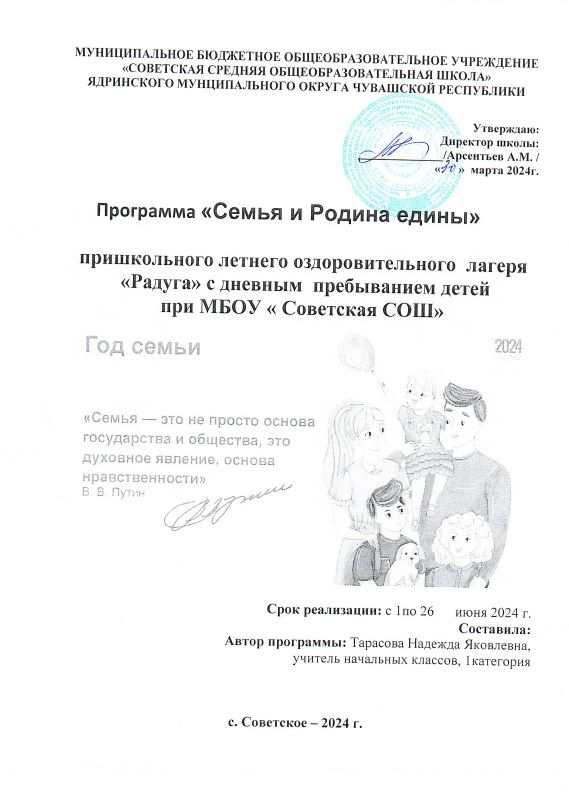 МУНИЦИПАЛЬНОЕ БЮДЖЕТНОЕ ОБЩЕОБРАЗОВАТЕЛЬНОЕ УЧРЕЖДЕНИЕ
«СОВЕТСКАЯ СРЕДНЯЯ ОБЩЕОБРАЗОВАТЕЛЬНАЯ ШКОЛА»
ЯДРИНСКОГО МУНЦИПАЛЬНОГО ОКРУГА ЧУВАШСКОЙ РЕСПУБЛИКИ
Утверждаю:
Директор школы:
/Арсентьев А.М. /
«30» марта 2024г.
Программа «Семья и Родина едины»
пришкольного летнего оздоровительного лагеря
«Радуга» с дневным пребыванием детей
при МБОУ « Советская СОШ»
Год семьи
2024
«Семья — это не просто основа
государства и общества, это
духовное явление, основа
нравственности»
В. В. Путин
Срок реализации: с 1по 26 июня 2024 г.
Составила:
Автор программы: Тарасова Надежда Яковлевна,
учитель начальных классов, 1категория
с. Советское – 2024 г.